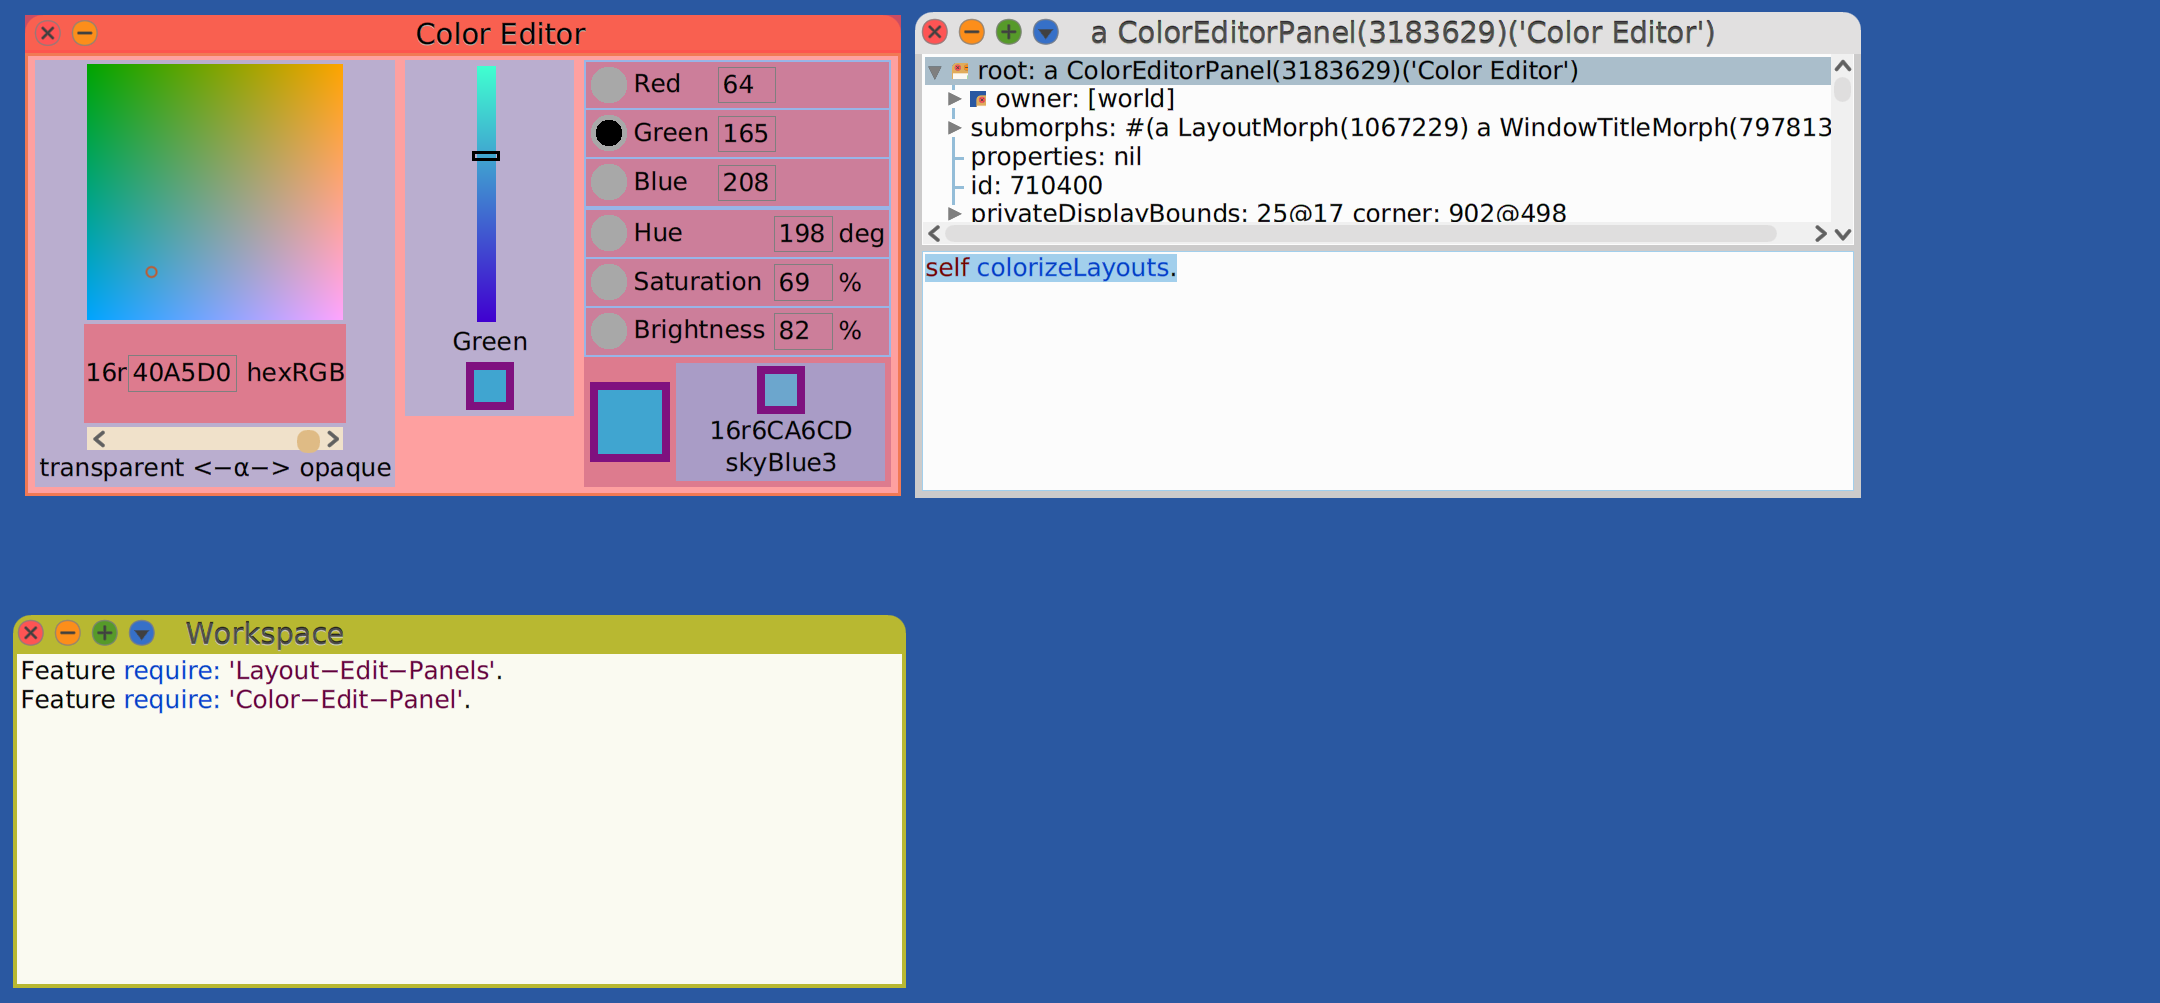 Color Editor
Red 64
Green 165
Blue 208
Hue 198 deg
Saturation 69 %
Brightness 82 %
Green
16r 40A5D0 hexRGB
transparent <−α−> opaque
16r6CA6CD
skyBlue3
a ColorEditorPanel(3183629)('Color Editor')
root: a ColorEditorPanel(3183629)('Color Editor')
owner: [world]
submorphs: #(a LayoutMorph(1067229) a WindowTitleMorph(797813
properties: nil
id: 710400
privateDisplayBounds: 25@17 corner: 902@498
self colorizeLayouts.
Workspace
Feature require: 'Layout−Edit−Panels'.
Feature require: 'Color−Edit−Panel'.